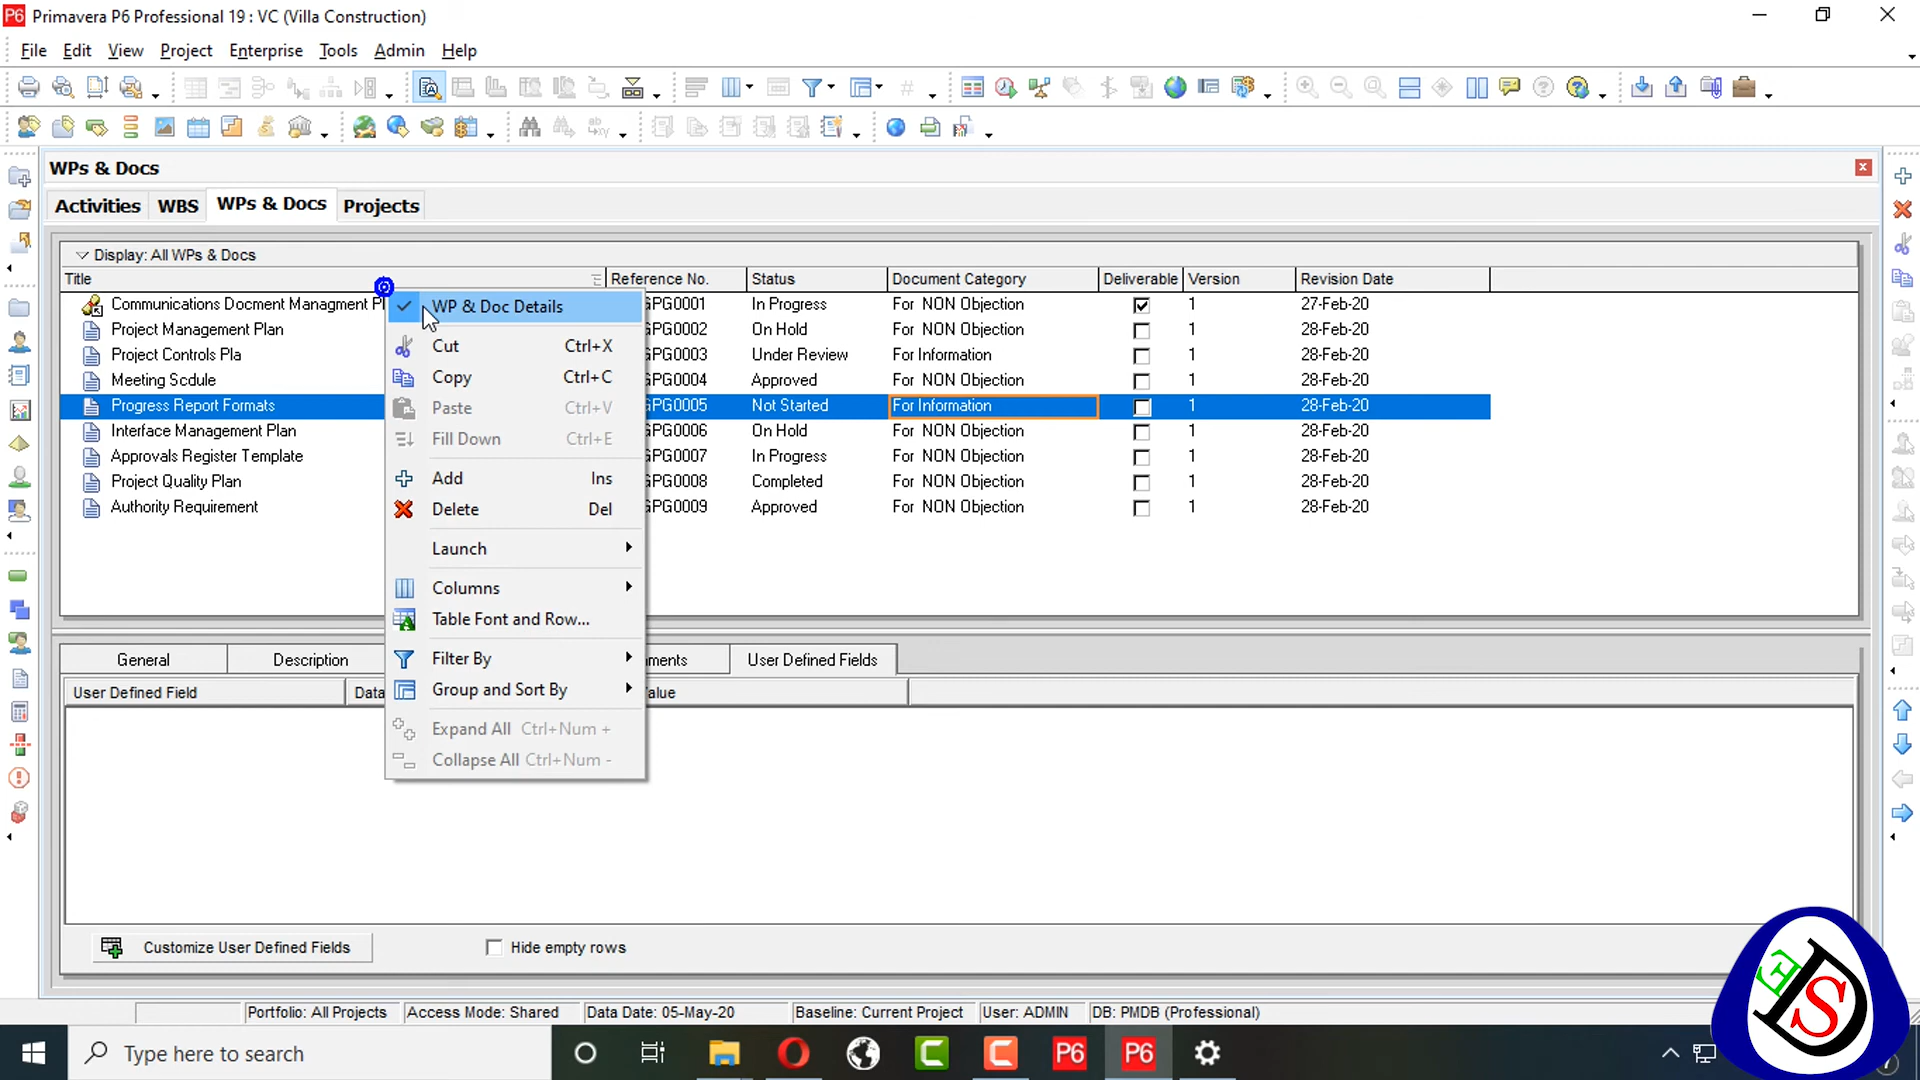 Primavera P6 Professional 19 : VC (Villa Construction)
File Edit View Project Enterprise Tools Admin Help
WPs & Docs
Activities WBS WPs & Docs Projects
Display: All WPs & Docs
Title Reference No. Status Document Category Deliverable Version Revision Date
Communications Docment Managment Pl GPG0001 In Progress For NON Objection 1 27-Feb-20
Project Management Plan GPG0002 On Hold For NON Objection 1 28-Feb-20
Project Controls Pla GPG0003 Under Review For Information 1 28-Feb-20
Meeting Scdule GPG0004 Approved For NON Objection 1 28-Feb-20
Progress Report Formats GPG0005 Not Started For Information 1 28-Feb-20
Interface Management Plan GPG0006 On Hold For NON Objection 1 28-Feb-20
Approvals Register Template GPG0007 In Progress For NON Objection 1 28-Feb-20
Project Quality Plan GPG0008 Completed For NON Objection 1 28-Feb-20
Authority Requirement GPG0009 Approved For NON Objection 1 28-Feb-20
WP & Doc Details
Cut Ctrl+X
Copy Ctrl+C
Paste Ctrl+V
Fill Down Ctrl+E
Add Ins
Delete Del
Launch
Columns
Table Font and Row...
Filter By
Group and Sort By
Expand All Ctrl+Num +
Collapse All Ctrl+Num -
General Description ments User Defined Fields
User Defined Field Data alue
Customize User Defined Fields Hide empty rows
Portfolio: All Projects Access Mode: Shared Data Date: 05-May-20 Baseline: Current Project User: ADMIN DB: PMDB (Professional)
Type here to search
P6 P6
E D S